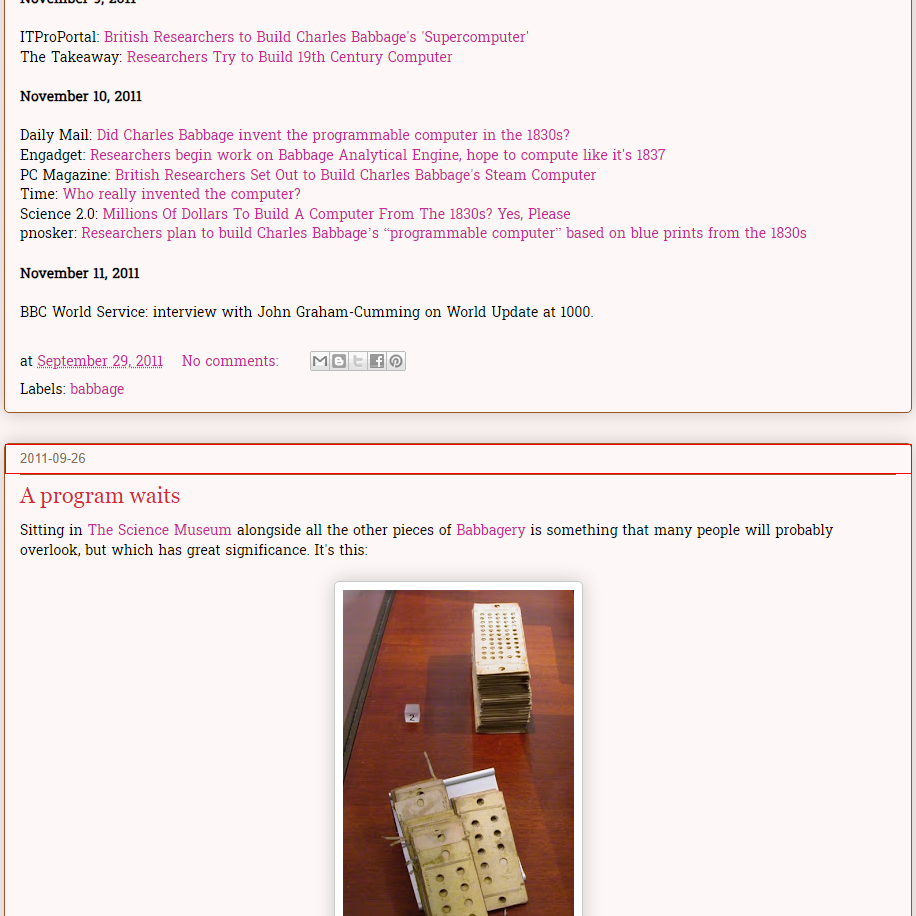 November 9, 2011
ITProPortal: British Researchers to Build Charles Babbage's 'Supercomputer'
The Takeaway: Researchers Try to Build 19th Century Computer
November 10, 2011
Daily Mail: Did Charles Babbage invent the programmable computer in the 1830s?
Engadget: Researchers begin work on Babbage Analytical Engine, hope to compute like it's 1837
PC Magazine: British Researchers Set Out to Build Charles Babbage's Steam Computer
Time: Who really invented the computer?
Science 2.0: Millions Of Dollars To Build A Computer From The 1830s? Yes, Please
pnosker: Researchers plan to build Charles Babbage’s “programmable computer” based on blue prints from the 1830s
November 11, 2011
BBC World Service: interview with John Graham-Cumming on World Update at 1000.
at September 29, 2011 No comments:
Labels: babbage
2011-09-26
A program waits
Sitting in The Science Museum alongside all the other pieces of Babbagery is something that many people will probably
overlook, but which has great significance. It's this:
2